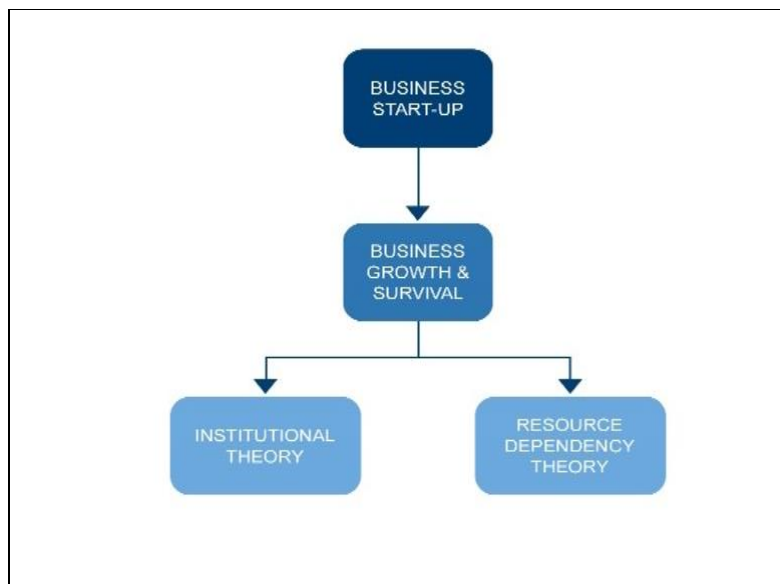 BUSINESS
START-UP
BUSINESS
GROWTH &
SURVIVAL
INSTITUTIONAL
THEORY
RESOURCE
DEPENDENCY
THEORY